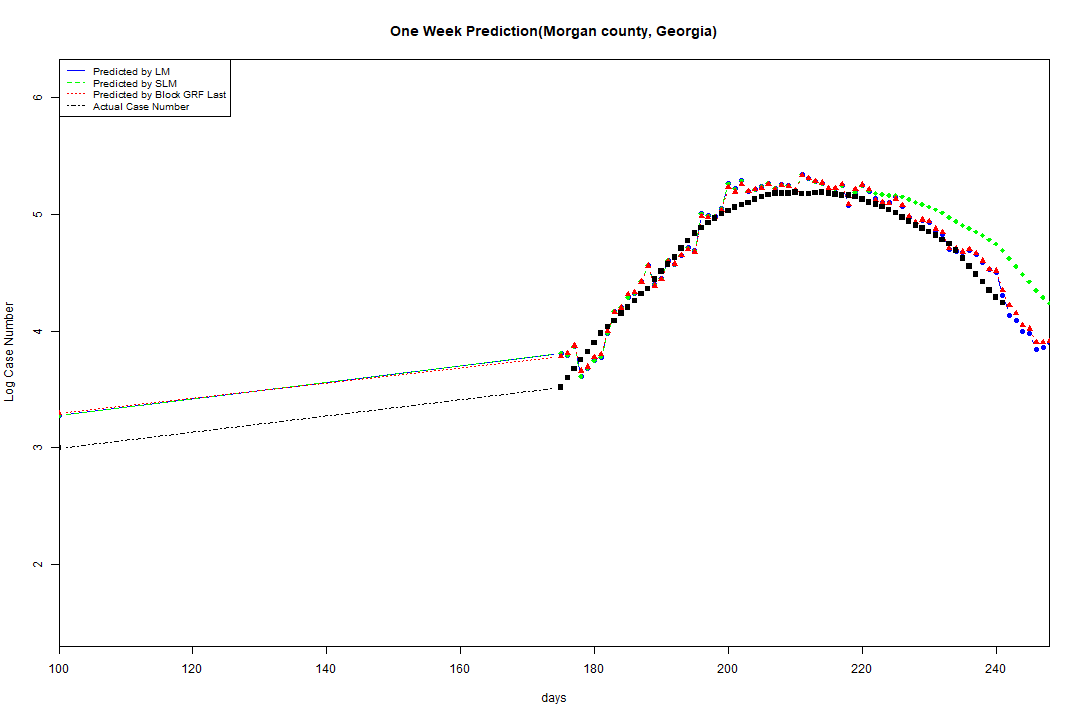 One Week Prediction(Morgan county, Georgia)
Predicted by LM
Predicted by SLM
Predicted by Block GRF Last
Actual Case Number
Log Case Number
6
5
4
3
2
100 120 140 160 180 200 220 240
days